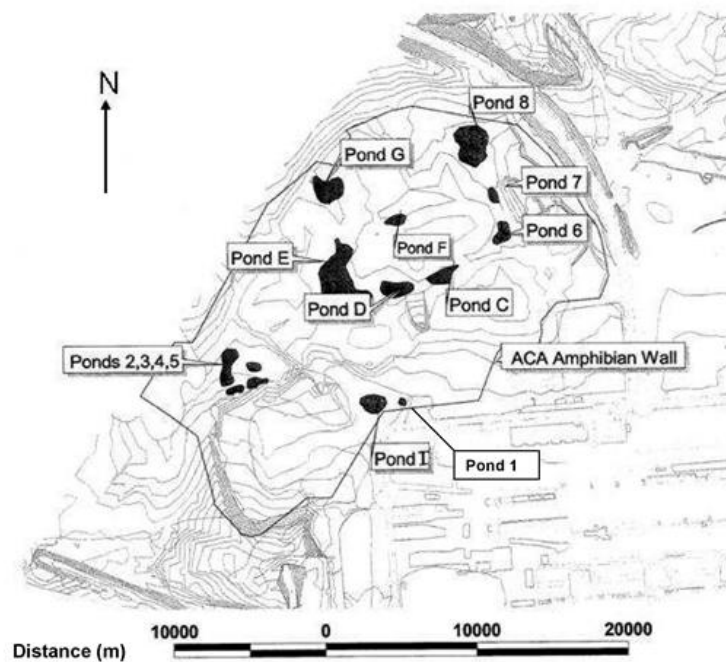 N
Pond 8
Pond G
Pond 7
Pond F
Pond 6
Pond E
Pond D
Pond C
Ponds 2,3,4,5
ACA Amphibian Wall
Pond I
Pond 1
Distance (m)
10000
0
10000
20000